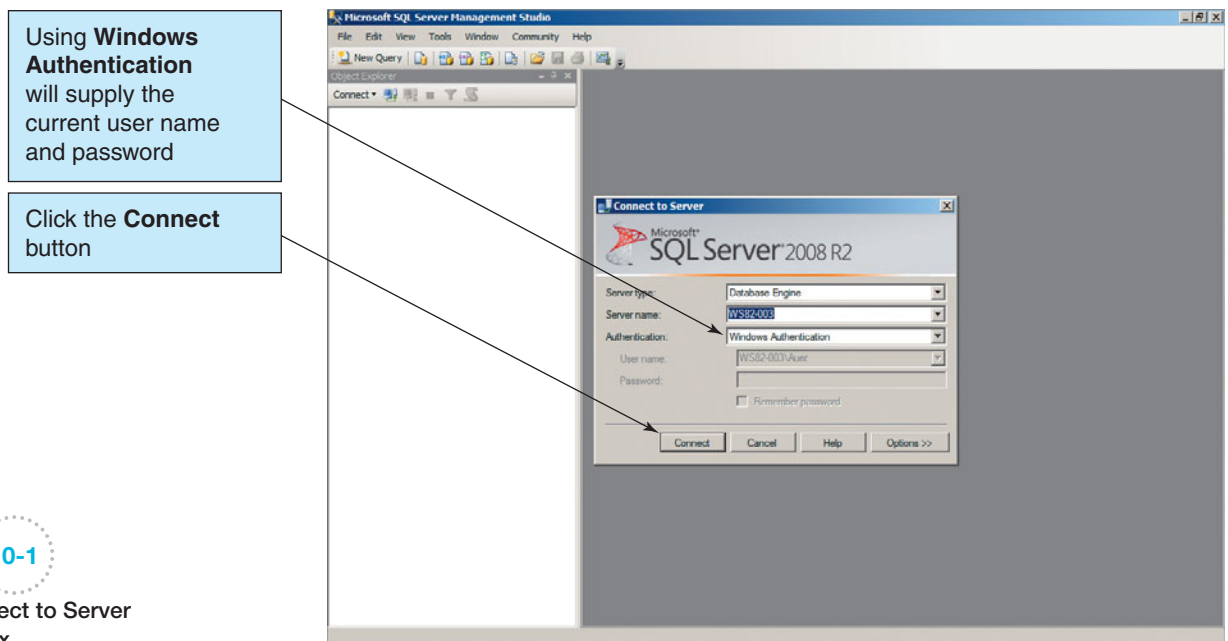 Using Windows
Authentication
will supply the
current user name
and password
Click the Connect
button
0-1
ect to Server
x
Microsoft SQL Server Management Studio
File Edit View Tools Window Community Help
New Query
Object Explorer
Connect
Connect to Server
Microsoft
SQL Server 2008 R2
Server type: Database Engine
Server name: WS82-003
Authentication: Windows Authentication
User name: WS82-003\Auer
Password:
Remember password
Connect Cancel Help Options >>